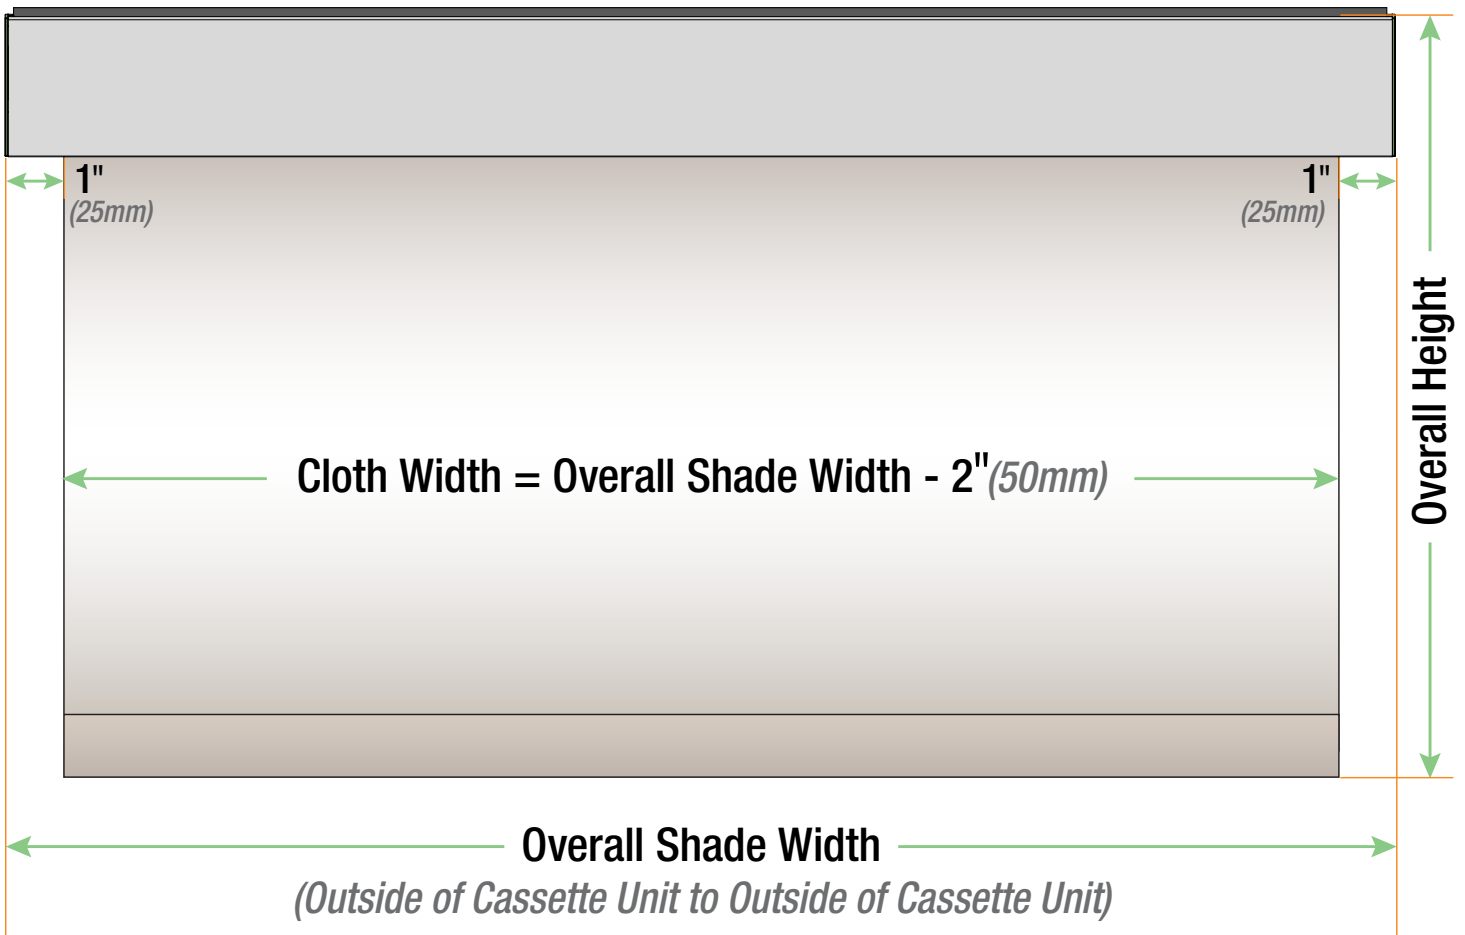 1" 1"
(25mm) (25mm)
Overall Height
Cloth Width = Overall Shade Width - 2"(50mm)
Overall Shade Width
(Outside of Cassette Unit to Outside of Cassette Unit)